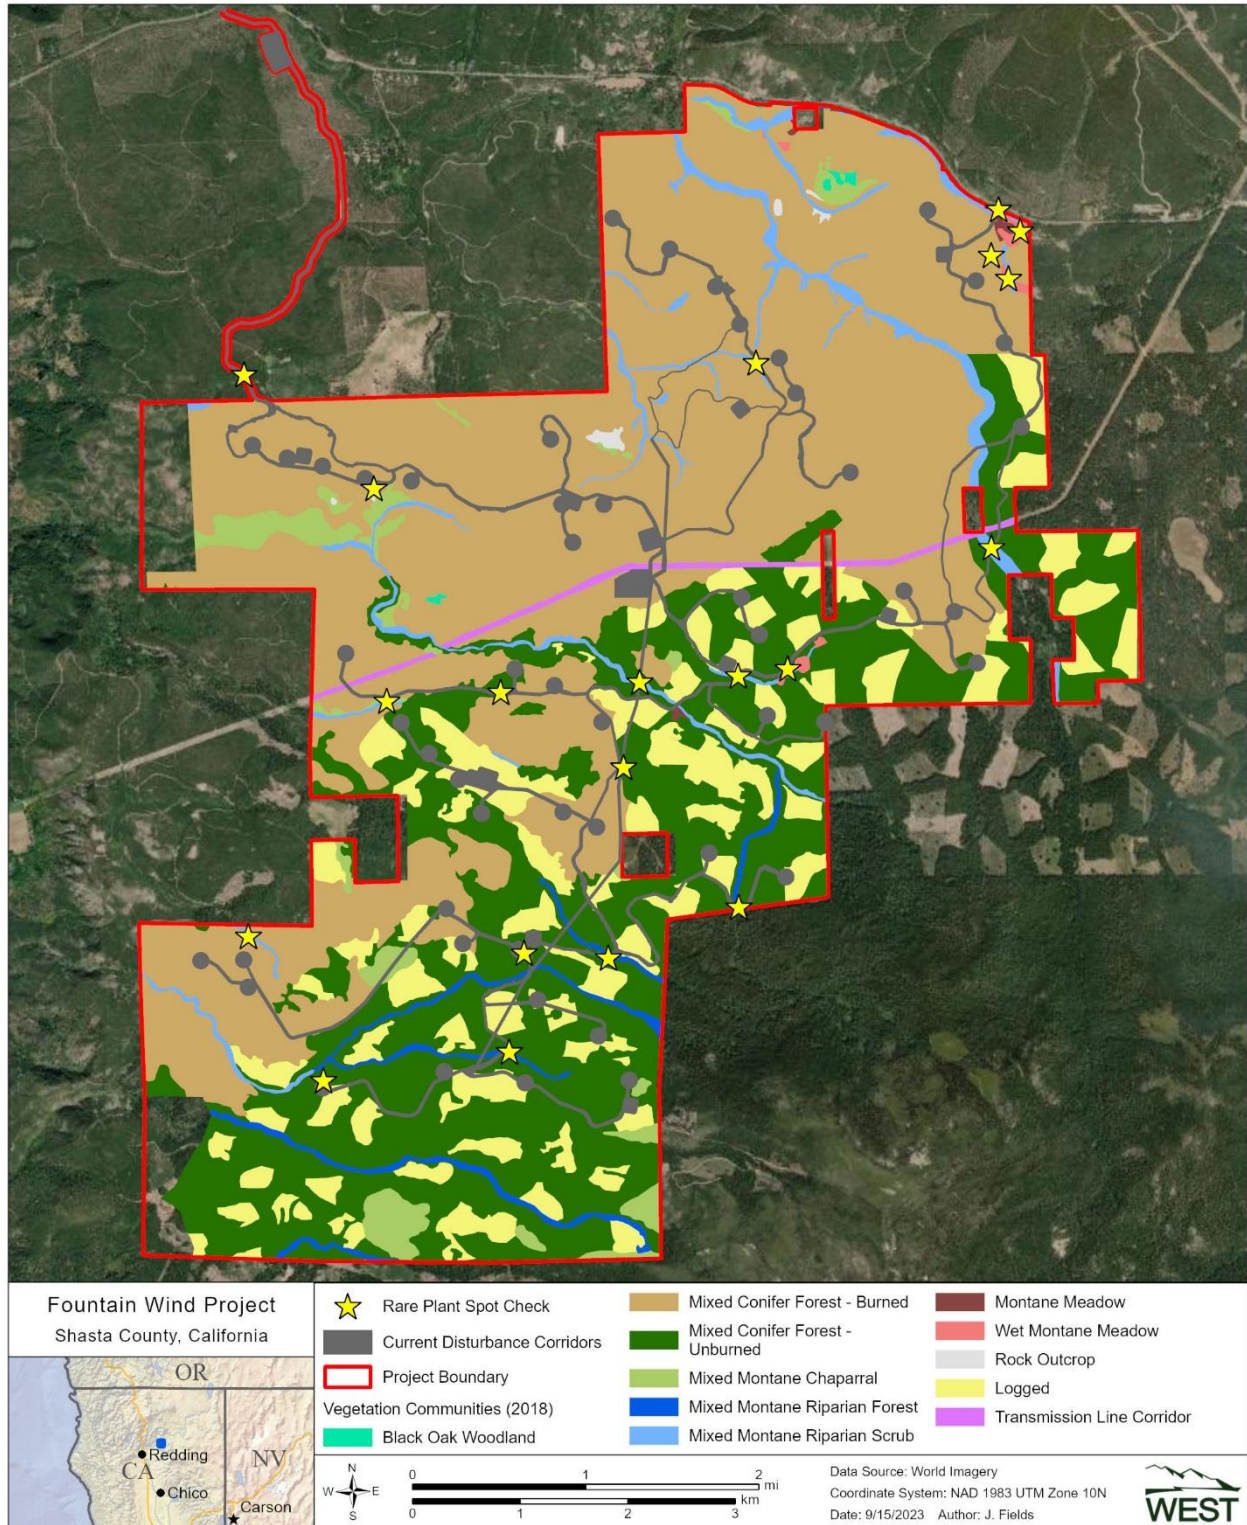 Fountain Wind Project
Shasta County, California
OR
NV
CA
Redding
Chico
Carson
Rare Plant Spot Check
Current Disturbance Corridors
Project Boundary
Vegetation Communities (2018)
Black Oak Woodland
Mixed Conifer Forest - Burned
Mixed Conifer Forest -
Unburned
Mixed Montane Chaparral
Mixed Montane Riparian Forest
Mixed Montane Riparian Scrub
Montane Meadow
Wet Montane Meadow
Rock Outcrop
Logged
Transmission Line Corridor
N
W E
S
0 1 2
mi
km
0 1 2 3
Data Source: World Imagery
Coordinate System: NAD 1983 UTM Zone 10N
Date: 9/15/2023 Author: J. Fields
WEST